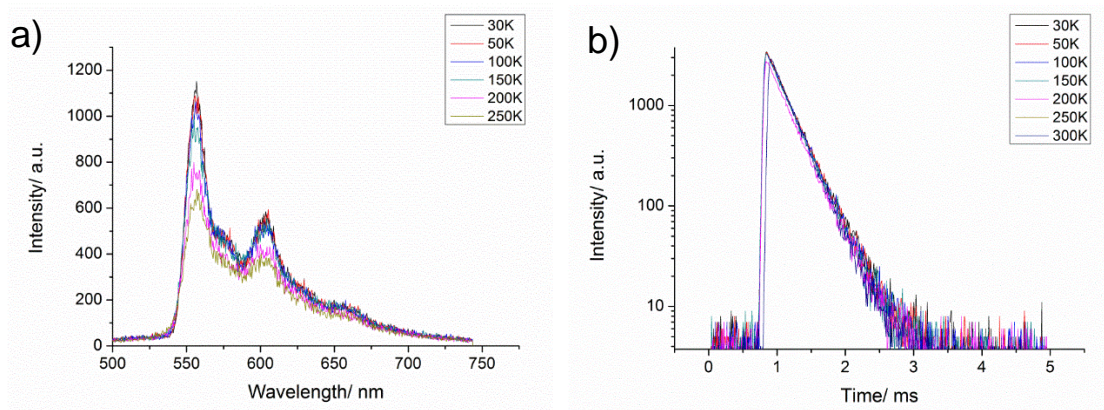 a)
30K
50K
100K
150K
200K
250K
1200
1000
800
600
400
200
0
Intensity/ a.u.
500 550 600 650 700 750
Wavelength/ nm
b)
30K
50K
100K
150K
200K
250K
300K
1000
100
10
Intensity/ a.u.
0 1 2 3 4 5
Time/ ms